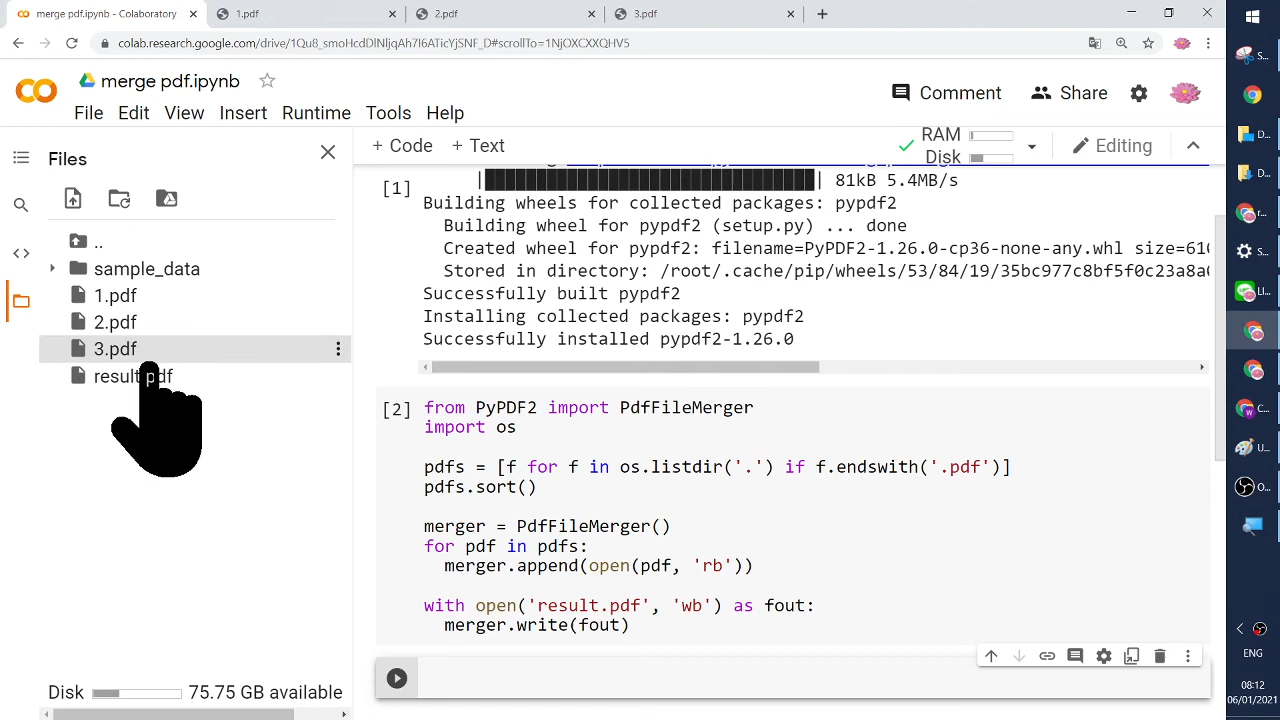 merge pdf.ipynb - Colaboratory
1.pdf
2.pdf
3.pdf
colab.research.google.com/drive/1Qu8_smoHcdDlNIjqAh7I6ATicYjSNF_D#scrollTo=1NjOXCXXQHV5
merge pdf.ipynb
File Edit View Insert Runtime Tools Help
Comment
Share
Files
+ Code + Text
RAM
Disk
Editing
..
sample_data
1.pdf
2.pdf
3.pdf
result.pdf
Disk 75.75 GB available
[1]
| 81kB 5.4MB/s
Building wheels for collected packages: pypdf2
Building wheel for pypdf2 (setup.py) ... done
Created wheel for pypdf2: filename=PyPDF2-1.26.0-cp36-none-any.whl size=610
Stored in directory: /root/.cache/pip/wheels/53/84/19/35bc977c8bf5f0c23a8a0
Successfully built pypdf2
Installing collected packages: pypdf2
Successfully installed pypdf2-1.26.0
[2] from PyPDF2 import PdfFileMerger
import os
pdfs = [f for f in os.listdir('.') if f.endswith('.pdf')]
pdfs.sort()
merger = PdfFileMerger()
for pdf in pdfs:
merger.append(open(pdf, 'rb'))
with open('result.pdf', 'wb') as fout:
merger.write(fout)
S...
D...
D...
r...
S...
LI...
C...
U...
O...
ENG
08:12
06/01/2021